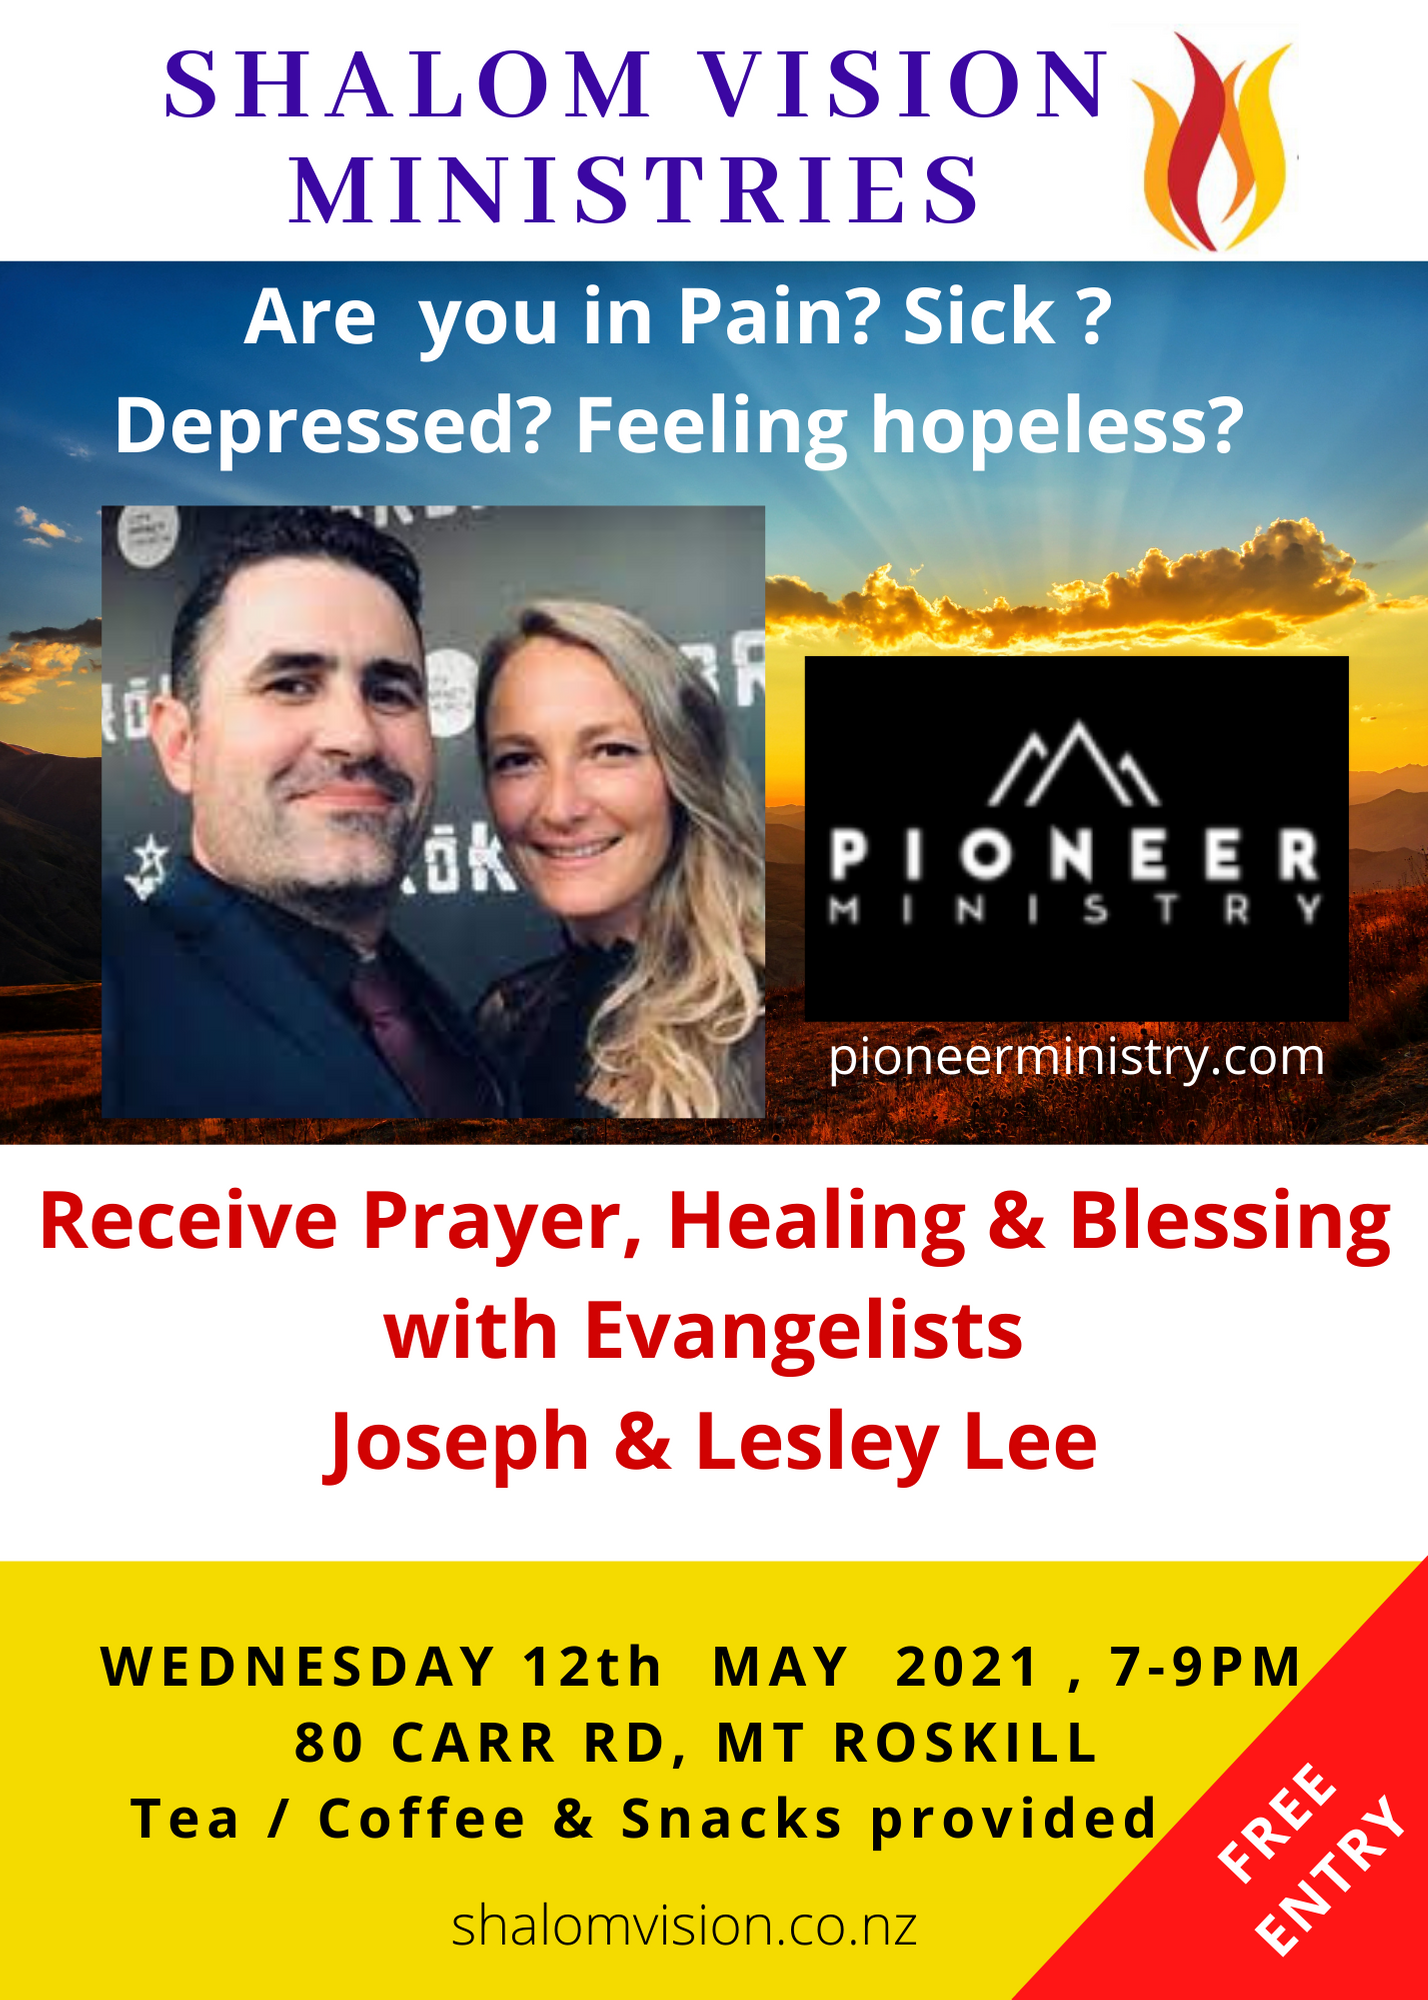 SHALOM VISION
MINISTRIES
Are you in Pain? Sick ?
Depressed? Feeling hopeless?
PIONEER
MINISTRY
pioneerministry.com
Receive Prayer, Healing & Blessing
with Evangelists
Joseph & Lesley Lee
WEDNESDAY 12th MAY 2021 , 7-9PM
80 CARR RD, MT ROSKILL
Tea / Coffee & Snacks provided
FREE
ENTRY
shalomvision.co.nz